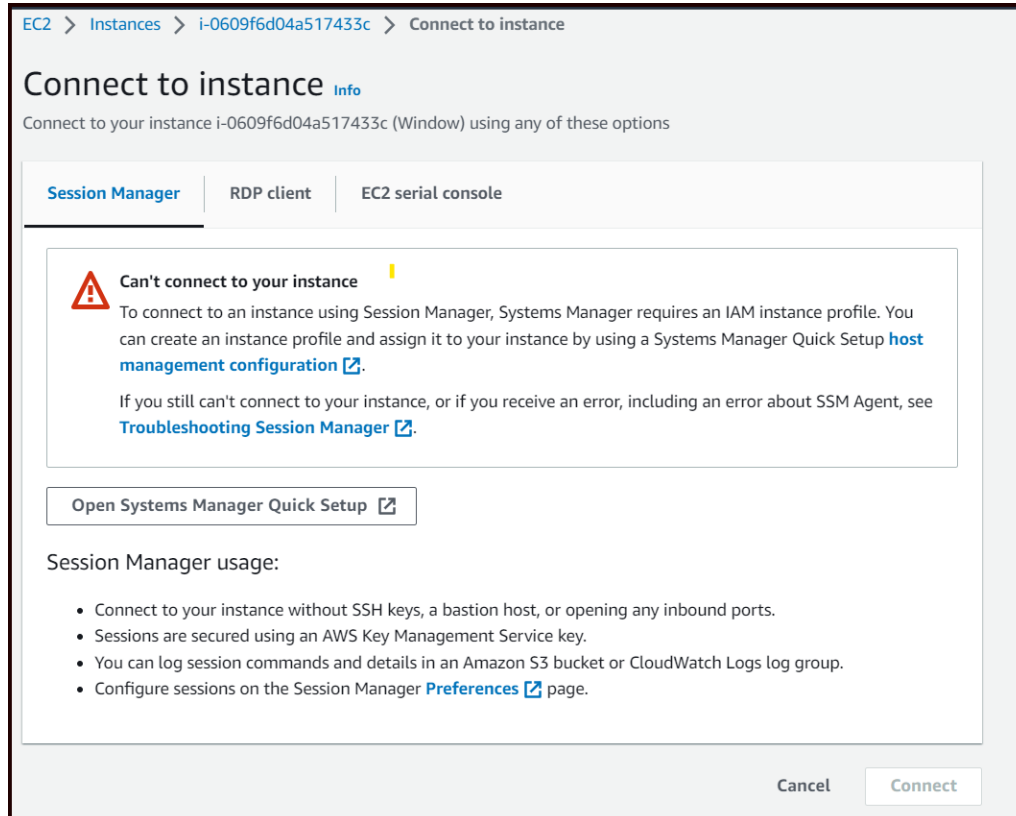 EC2 > Instances > i-0609f6d04a517433c > Connect to instance
Connect to instance Info
Connect to your instance i-0609f6d04a517433c (Window) using any of these options
Session Manager RDP client EC2 serial console
Can't connect to your instance
To connect to an instance using Session Manager, Systems Manager requires an IAM instance profile. You
can create an instance profile and assign it to your instance by using a Systems Manager Quick Setup host
management configuration.
If you still can't connect to your instance, or if you receive an error, including an error about SSM Agent, see
Troubleshooting Session Manager.
Open Systems Manager Quick Setup
Session Manager usage:
• Connect to your instance without SSH keys, a bastion host, or opening any inbound ports.
• Sessions are secured using an AWS Key Management Service key.
• You can log session commands and details in an Amazon S3 bucket or CloudWatch Logs log group.
• Configure sessions on the Session Manager Preferences page.
Cancel Connect